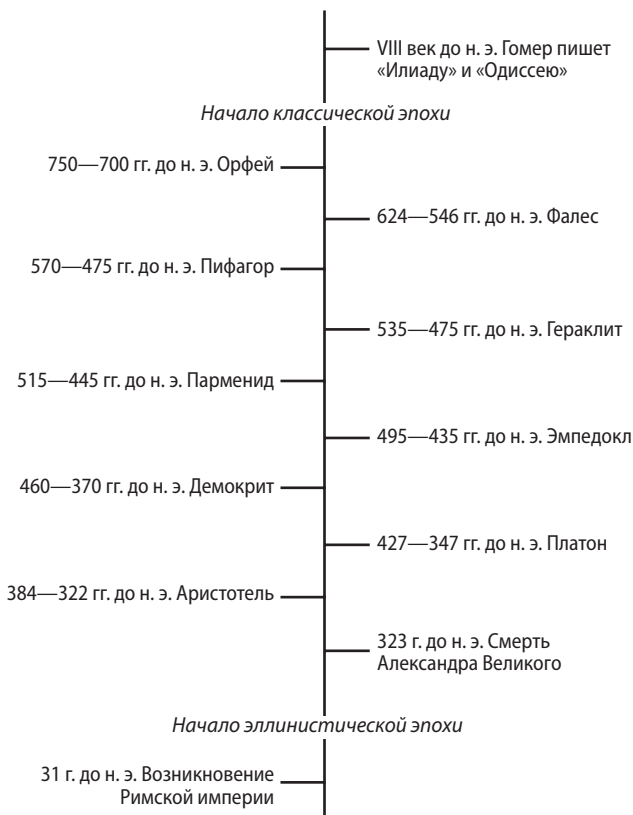 VIII век до н. э. Гомер пишет
«Илиаду» и «Одиссею»
Начало классической эпохи
750—700 гг. до н. э. Орфей
624—546 гг. до н. э. Фалес
570—475 гг. до н. э. Пифагор
535—475 гг. до н. э. Гераклит
515—445 гг. до н. э. Парменид
495—435 гг. до н. э. Эмпедокл
460—370 гг. до н. э. Демокрит
427—347 гг. до н. э. Платон
384—322 гг. до н. э. Аристотель
323 г. до н. э. Смерть
Александра Великого
Начало эллинистической эпохи
31 г. до н. э. Возникновение
Римской империи